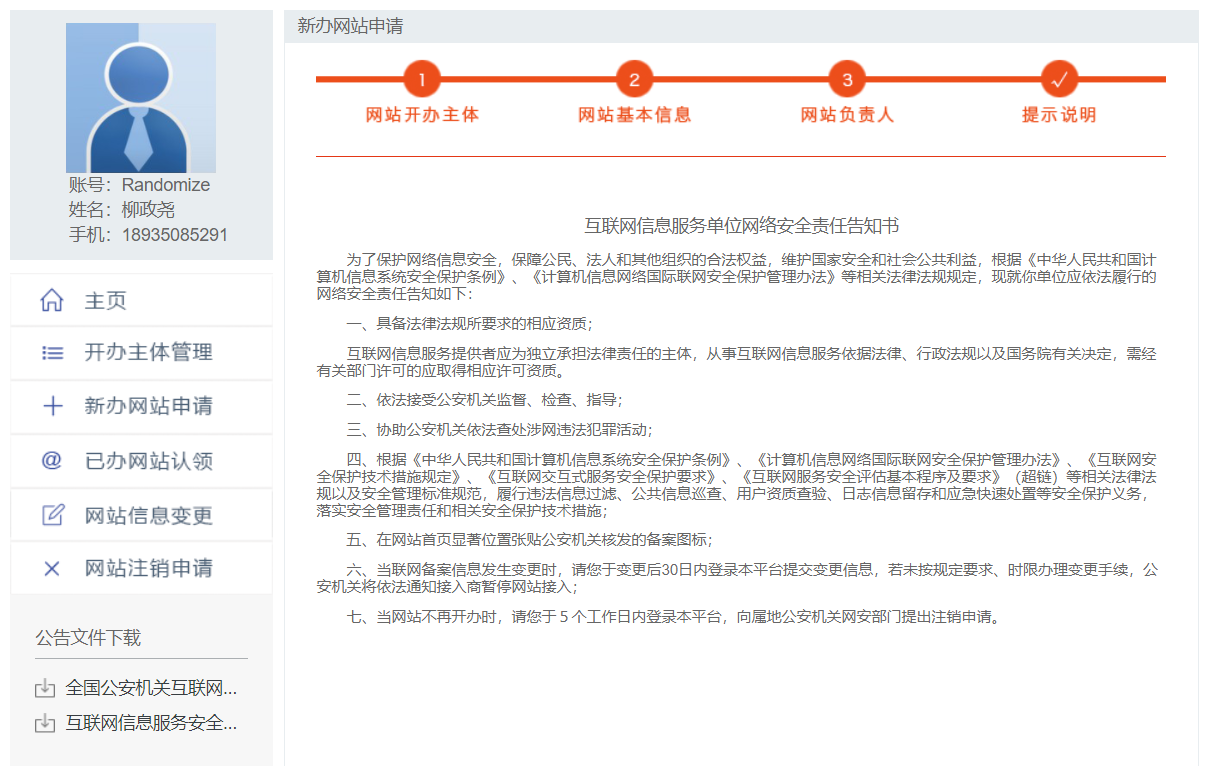 账号：Randomize
姓名：柳政尧
手机：18935085291
主页
开办主体管理
新办网站申请
已办网站认领
网站信息变更
网站注销申请
公告文件下载
全国公安机关互联网...
互联网信息服务安全...
新办网站申请
1 2 3
网站开办主体 网站基本信息 网站负责人 提示说明
互联网信息服务单位网络安全责任告知书
为了保护网络信息安全，保障公民、法人和其他组织的合法权益，维护国家安全和社会公共利益，根据《中华人民共和国计
算机信息系统安全保护条例》、《计算机信息网络国际联网安全保护管理办法》等相关法律法规规定，现就你单位应依法履行的
网络安全责任告知如下：
一、具备法律法规所要求的相应资质；
互联网信息服务提供者应为独立承担法律责任的主体，从事互联网信息服务依据法律、行政法规以及国务院有关决定，需经
有关部门许可的应取得相应许可资质。
二、依法接受公安机关监督、检查、指导；
三、协助公安机关依法查处涉网违法犯罪活动；
四、根据《中华人民共和国计算机信息系统安全保护条例》、《计算机信息网络国际联网安全保护管理办法》、《互联网安
全保护技术措施规定》、《互联网交互式服务安全保护要求》、《互联网服务安全评估基本程序及要求》（超链）等相关法律法
规以及安全管理标准规范，履行违法信息过滤、公共信息巡查、用户资质查验、日志信息留存和应急快速处置等安全保护义务，
落实安全管理责任和相关安全保护技术措施；
五、在网站首页显著位置张贴公安机关核发的备案图标；
六、当联网备案信息发生变更时，请您于变更后30日内登录本平台提交变更信息，若未按规定要求、时限办理变更手续，公
安机关将依法通知接入商暂停网站接入；
七、当网站不再开办时，请您于５个工作日内登录本平台，向属地公安机关网安部门提出注销申请。